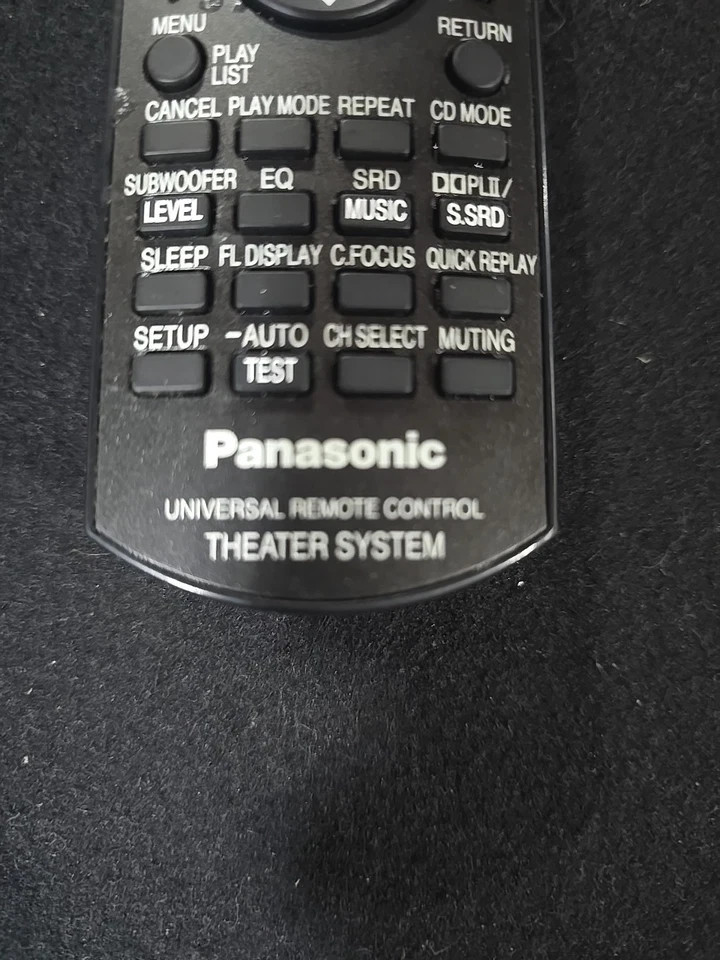 MENU RETURN
PLAY
LIST
CANCEL PLAY MODE REPEAT CD MODE
SUBWOOFER EQ SRD PLII/
LEVEL MUSIC S.SRD
SLEEP FL DISPLAY C.FOCUS QUICK REPLAY
SETUP -AUTO CH SELECT MUTING
TEST
Panasonic
UNIVERSAL REMOTE CONTROL
THEATER SYSTEM